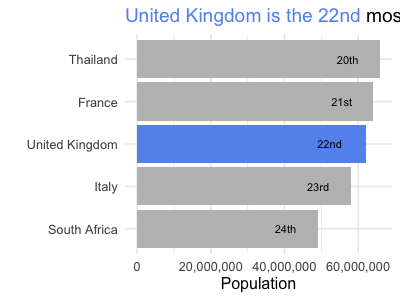 United Kingdom is the 22nd mos
Thailand 20th
France 21st
United Kingdom 22nd
Italy 23rd
South Africa 24th
0 20,000,000 40,000,000 60,000,000
Population